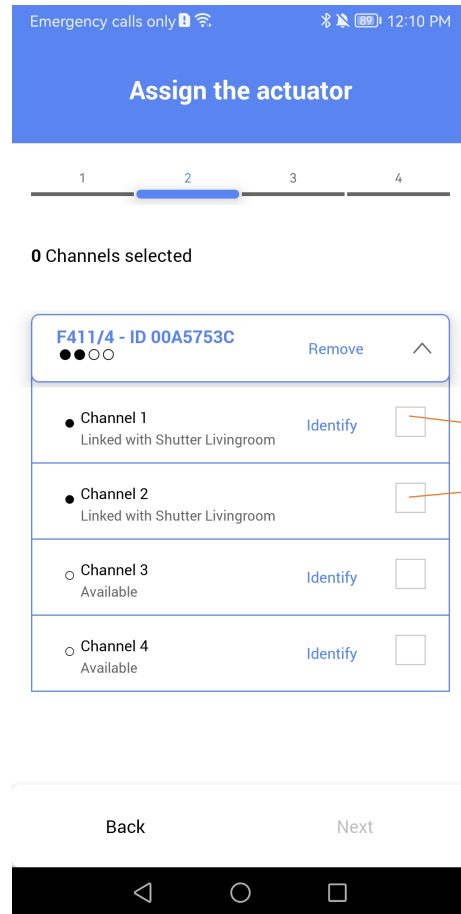 Emergency calls only 89 12:10 PM
Assign the actuator
1 2 3 4
0 Channels selected
F411/4 - ID 00A5753C
Remove
Channel 1
Linked with Shutter Livingroom
Identify
Channel 2
Linked with Shutter Livingroom
Channel 3
Available
Identify
Channel 4
Available
Identify
Back Next